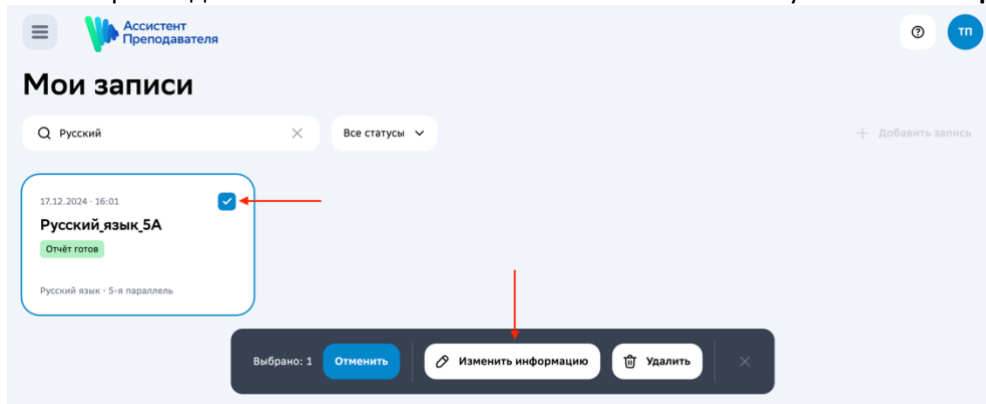 Ассистент
Преподавателя
ТП
Мои записи
Русский
Все статусы
+ Добавить запись
17.12.2024 - 16:01
Русский_язык_5А
Отчёт готов
Русский язык · 5-я параллель
Выбрано: 1
Отменить
Изменить информацию
Удалить